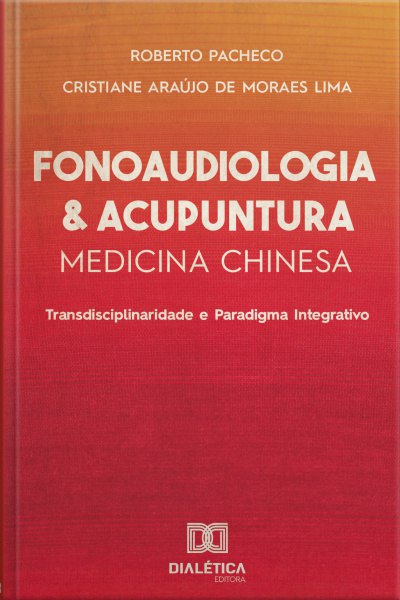 ROBERTO PACHECO
CRISTIANE ARAÚJO DE MORAES LIMA
FONOAUDIOLOGIA
& ACUPUNTURA
MEDICINA CHINESA
Transdisciplinaridade e Paradigma Integrativo
DIALÉTICA
EDITORA